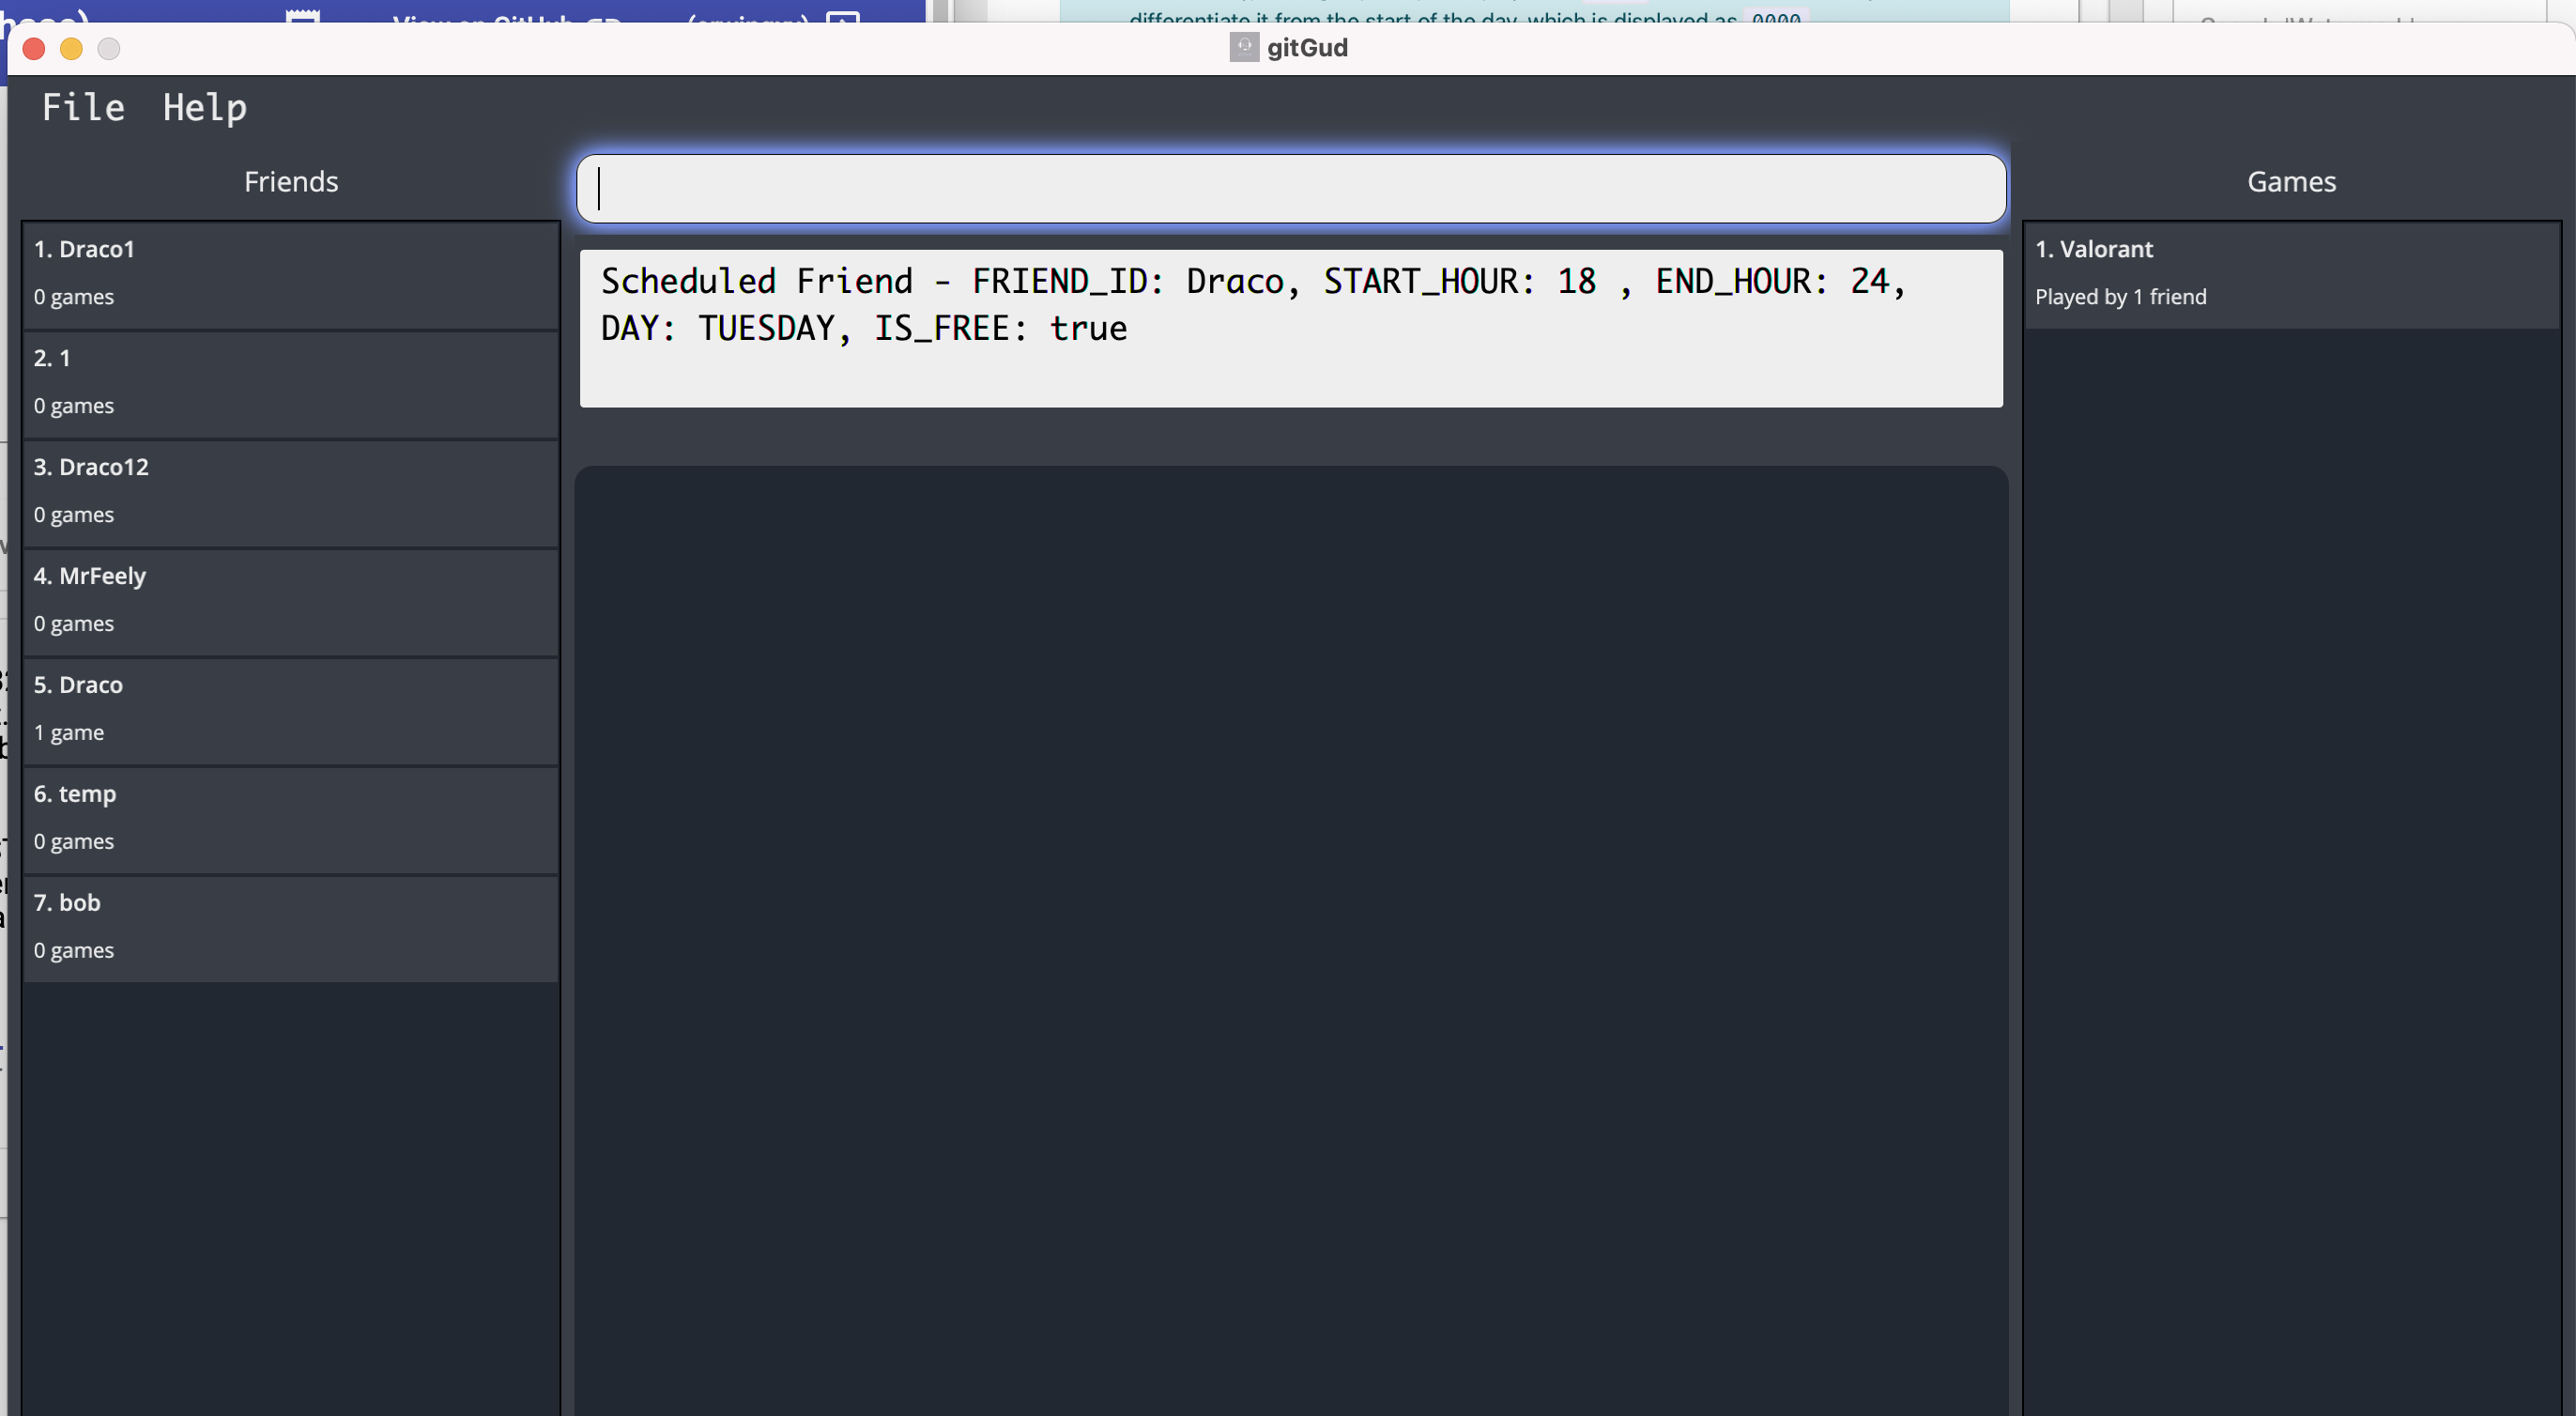 View on GitHub
differentiate it from the start of the day, which is displayed as 0000
gitGud
File Help
Friends
Games
1. Draco1
0 games
2. 1
0 games
3. Draco12
0 games
4. MrFeely
0 games
5. Draco
1 game
6. temp
0 games
7. bob
0 games
Scheduled Friend - FRIEND_ID: Draco, START_HOUR: 18 , END_HOUR: 24,
DAY: TUESDAY, IS_FREE: true
1. Valorant
Played by 1 friend